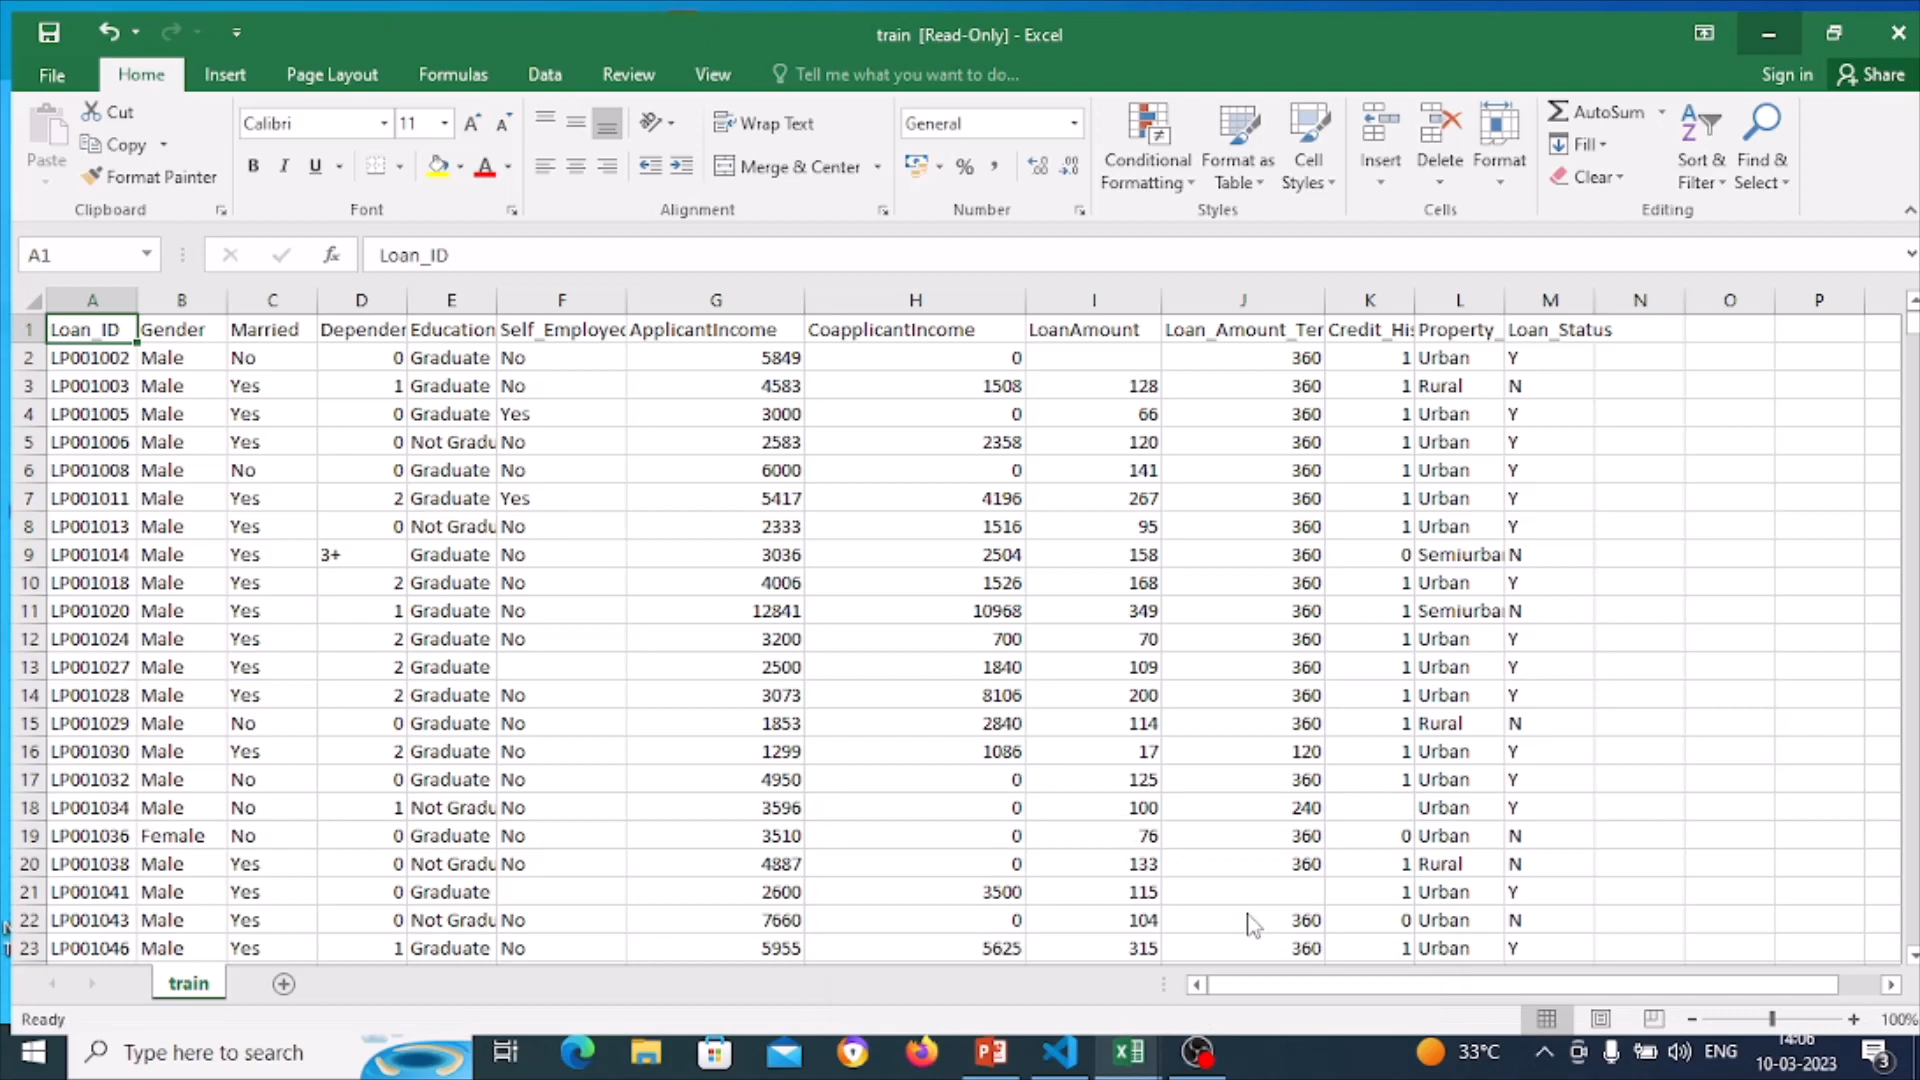 train [Read-Only] - Excel
File Home Insert Page Layout Formulas Data Review View Tell me what you want to do... Sign in Share
Cut
Copy
Format Painter
Paste
Clipboard
Calibri 11
B I U
Font
Wrap Text
Merge & Center
Alignment
General
%
Number
Conditional Formatting
Format as Table
Cell Styles
Styles
Insert Delete Format
Cells
AutoSum
Fill
Clear
Sort & Filter
Find & Select
Editing
A1 fx Loan_ID
A B C D E F G H I J K L M N O P
1 Loan_ID Gender Married Depender Education Self_Employed ApplicantIncome CoapplicantIncome LoanAmount Loan_Amount_Ter Credit_His Property_ Loan_Status
2 LP001002 Male No 0 Graduate No 5849 0 360 1 Urban Y
3 LP001003 Male Yes 1 Graduate No 4583 1508 128 360 1 Rural N
4 LP001005 Male Yes 0 Graduate Yes 3000 0 66 360 1 Urban Y
5 LP001006 Male Yes 0 Not Gradu No 2583 2358 120 360 1 Urban Y
6 LP001008 Male No 0 Graduate No 6000 0 141 360 1 Urban Y
7 LP001011 Male Yes 2 Graduate Yes 5417 4196 267 360 1 Urban Y
8 LP001013 Male Yes 0 Not Gradu No 2333 1516 95 360 1 Urban Y
9 LP001014 Male Yes 3+ Graduate No 3036 2504 158 360 0 Semiurba N
10 LP001018 Male Yes 2 Graduate No 4006 1526 168 360 1 Urban Y
11 LP001020 Male Yes 1 Graduate No 12841 10968 349 360 1 Semiurba N
12 LP001024 Male Yes 2 Graduate No 3200 700 70 360 1 Urban Y
13 LP001027 Male Yes 2 Graduate 2500 1840 109 360 1 Urban Y
14 LP001028 Male Yes 2 Graduate No 3073 8106 200 360 1 Urban Y
15 LP001029 Male No 0 Graduate No 1853 2840 114 360 1 Rural N
16 LP001030 Male Yes 2 Graduate No 1299 1086 17 120 1 Urban Y
17 LP001032 Male No 0 Graduate No 4950 0 125 360 1 Urban Y
18 LP001034 Male No 1 Not Gradu No 3596 0 100 240 Urban Y
19 LP001036 Female No 0 Graduate No 3510 0 76 360 0 Urban N
20 LP001038 Male Yes 0 Not Gradu No 4887 0 133 360 1 Rural N
21 LP001041 Male Yes 0 Graduate 2600 3500 115 1 Urban Y
22 LP001043 Male Yes 0 Not Gradu No 7660 0 104 360 0 Urban N
23 LP001046 Male Yes 1 Graduate No 5955 5625 315 360 1 Urban Y
train
Ready 100%
Type here to search 33°C ENG 14:06
10-03-2023 3